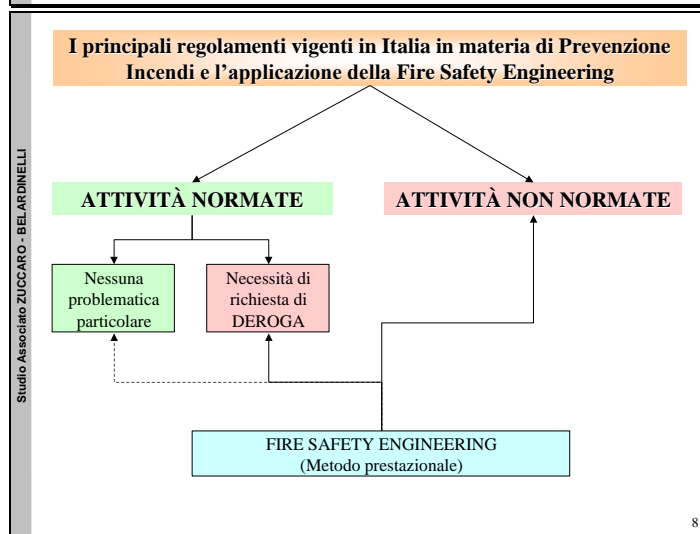 I principali regolamenti vigenti in Italia in materia di Prevenzione
Incendi e l'applicazione della Fire Safety Engineering
Studio Associato ZUCCARO - BELARDINELLI
ATTIVITÀ NORMATE
ATTIVITÀ NON NORMATE
Nessuna
problematica
particolare
Necessità di
richiesta di
DEROGA
FIRE SAFETY ENGINEERING
(Metodo prestazionale)
8